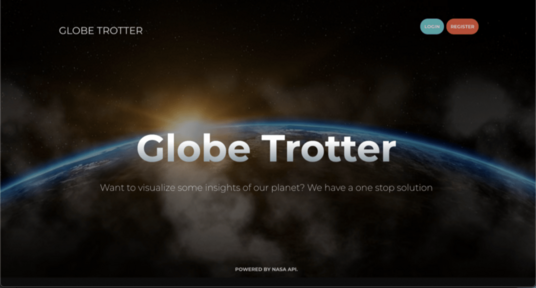 GLOBE TROTTER
LOGIN
REGISTER
Globe Trotter
Want to visualize some insights of our planet? We have a one stop solution
POWERED BY NASA API.